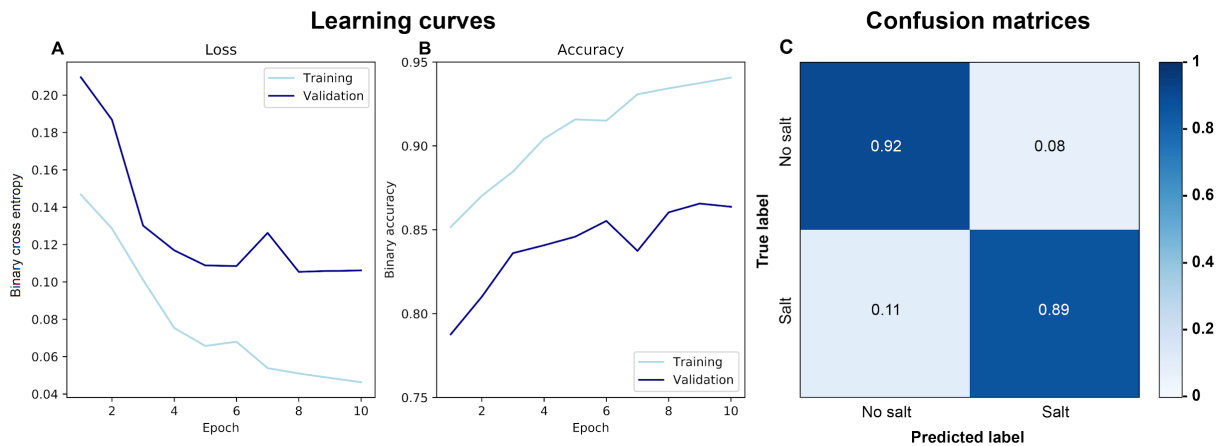 Learning curves
Confusion matrices
A
Loss
0.20
0.18
0.16
0.14
0.12
0.10
0.08
0.06
0.04
Binary cross entropy
Training
Validation
2
4
6
8
10
Epoch
B
Accuracy
0.95
0.90
0.85
0.80
0.75
Binary accuracy
Training
Validation
2
4
6
8
10
Epoch
C
True label
No salt
Salt
0.92
0.08
0.11
0.89
No salt
Salt
Predicted label
1
0.8
0.6
0.4
0.2
0